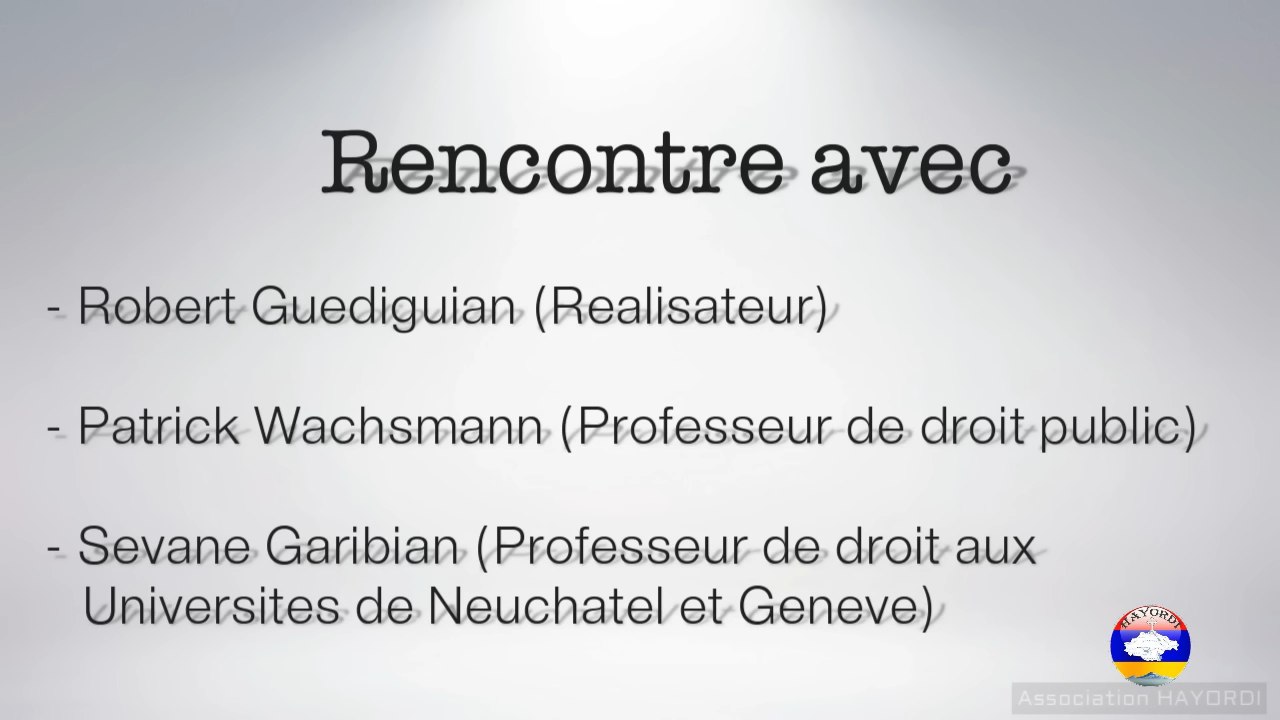 Rencontre avec
- Robert Guediguian (Realisateur)
- Patrick Wachsmann (Professeur de droit public)
- Sevane Garibian (Professeur de droit aux
Universites de Neuchatel et Geneve)
HAYORDI
Association HAYORDI